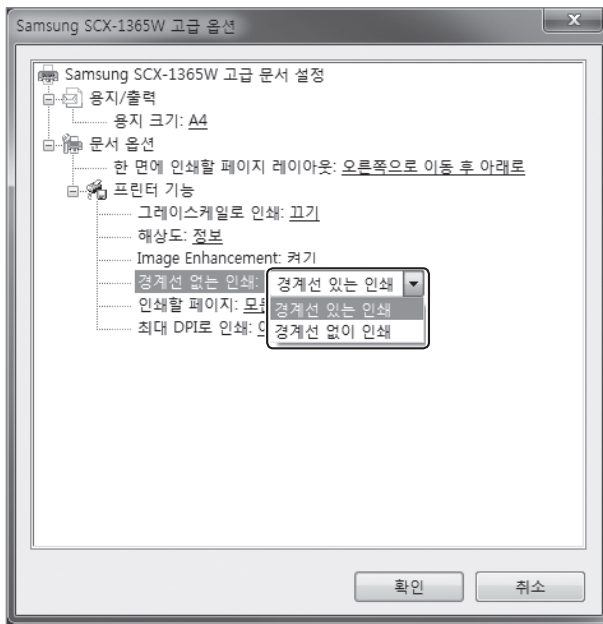 Samsung SCX-1365W 고급 옵션
Samsung SCX-1365W 고급 문서 설정
용지/출력
용지 크기: A4
문서 옵션
한 면에 인쇄할 페이지 레이아웃: 오른쪽으로 이동 후 아래로
프린터 기능
그레이스케일로 인쇄: 끄기
해상도: 정보
Image Enhancement: 켜기
경계선 없는 인쇄: 경계선 있는 인쇄
인쇄할 페이지: 경계선 있는 인쇄
최대 DPI로 인쇄: 경계선 없이 인쇄
확인 취소